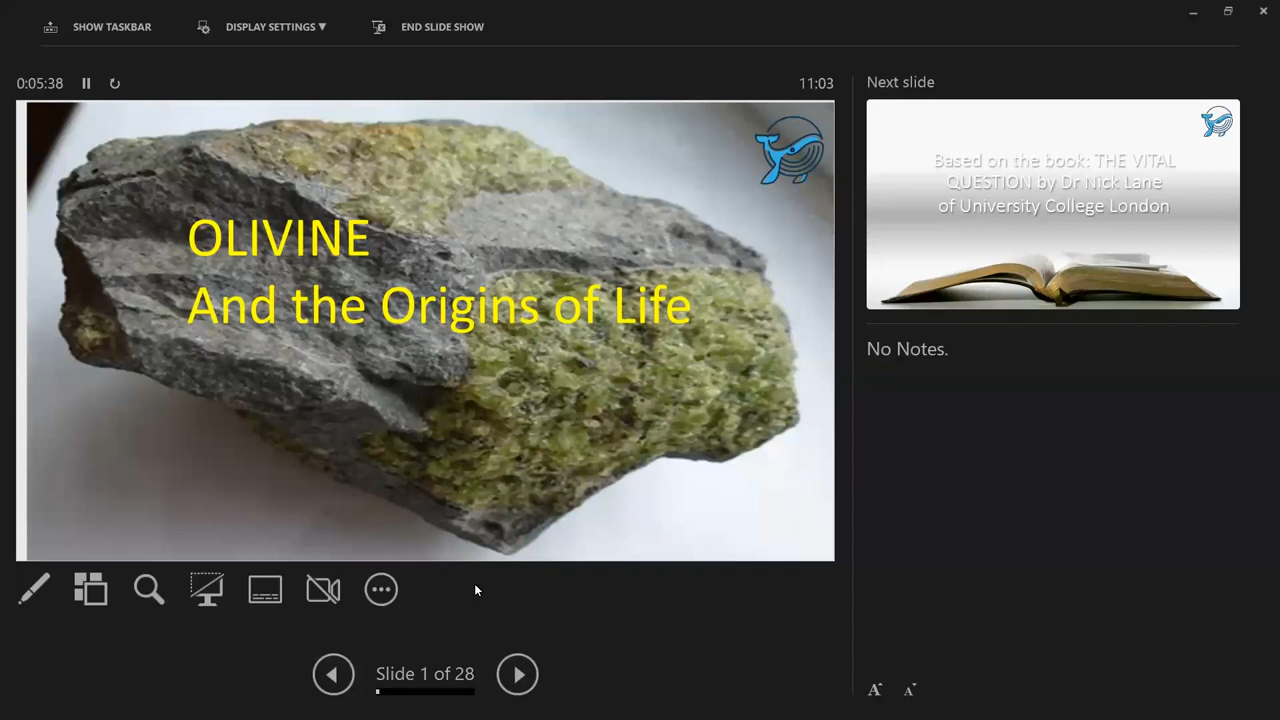 SHOW TASKBAR
DISPLAY SETTINGS ▼
END SLIDE SHOW
0:05:38
11:03
OLIVINE
And the Origins of Life
Slide 1 of 28
Next slide
Based on the book: THE VITAL
QUESTION by Dr Nick Lane
of University College London
No Notes.
A A